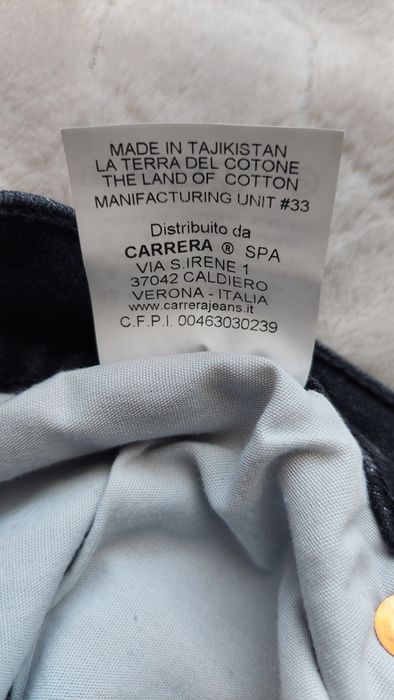 MADE IN TAJIKISTAN
LA TERRA DEL COTONE
THE LAND OF COTTON
MANIFACTURING UNIT #33
Distribuito da
CARRERA ® SPA
VIA S.IRENE 1
37042 CALDIERO
VERONA - ITALIA
www.carrerajeans.it
C.F.P.I. 00463030239